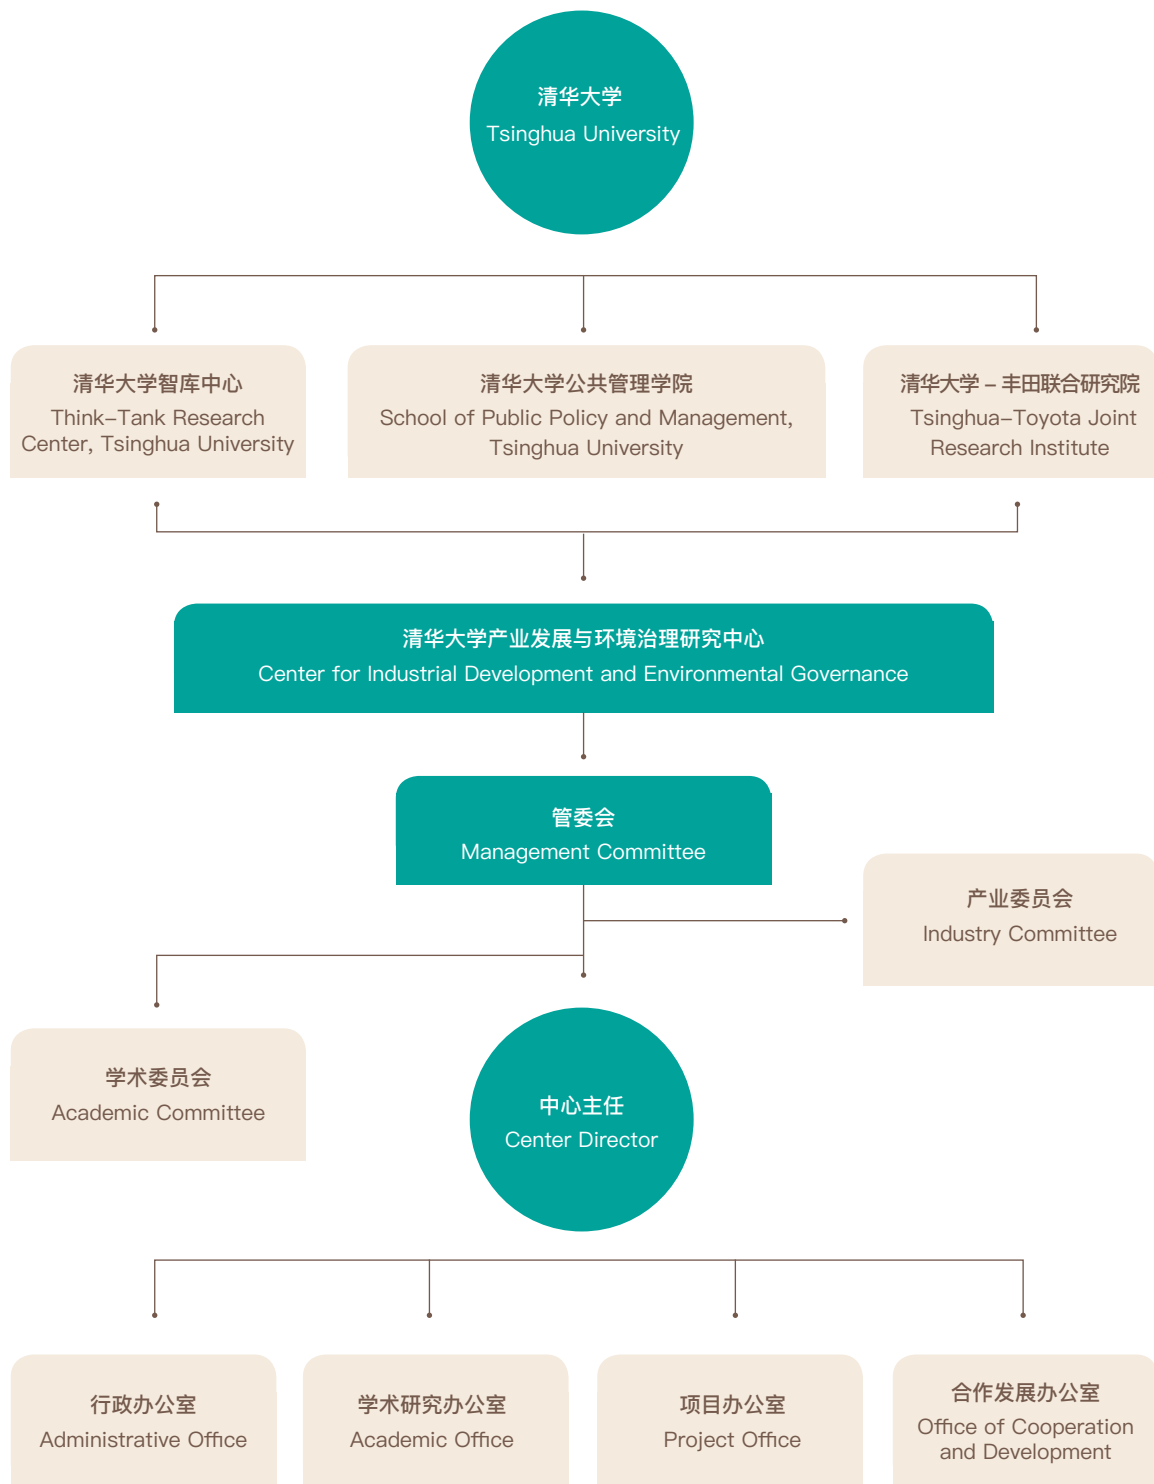 清华大学
Tsinghua University
清华大学智库中心
Think-Tank Research
Center, Tsinghua University
清华大学公共管理学院
School of Public Policy and Management,
Tsinghua University
清华大学 – 丰田联合研究院
Tsinghua-Toyota Joint
Research Institute
清华大学产业发展与环境治理研究中心
Center for Industrial Development and Environmental Governance
管委会
Management Committee
产业委员会
Industry Committee
学术委员会
Academic Committee
中心主任
Center Director
行政办公室
Administrative Office
学术研究办公室
Academic Office
项目办公室
Project Office
合作发展办公室
Office of Cooperation
and Development